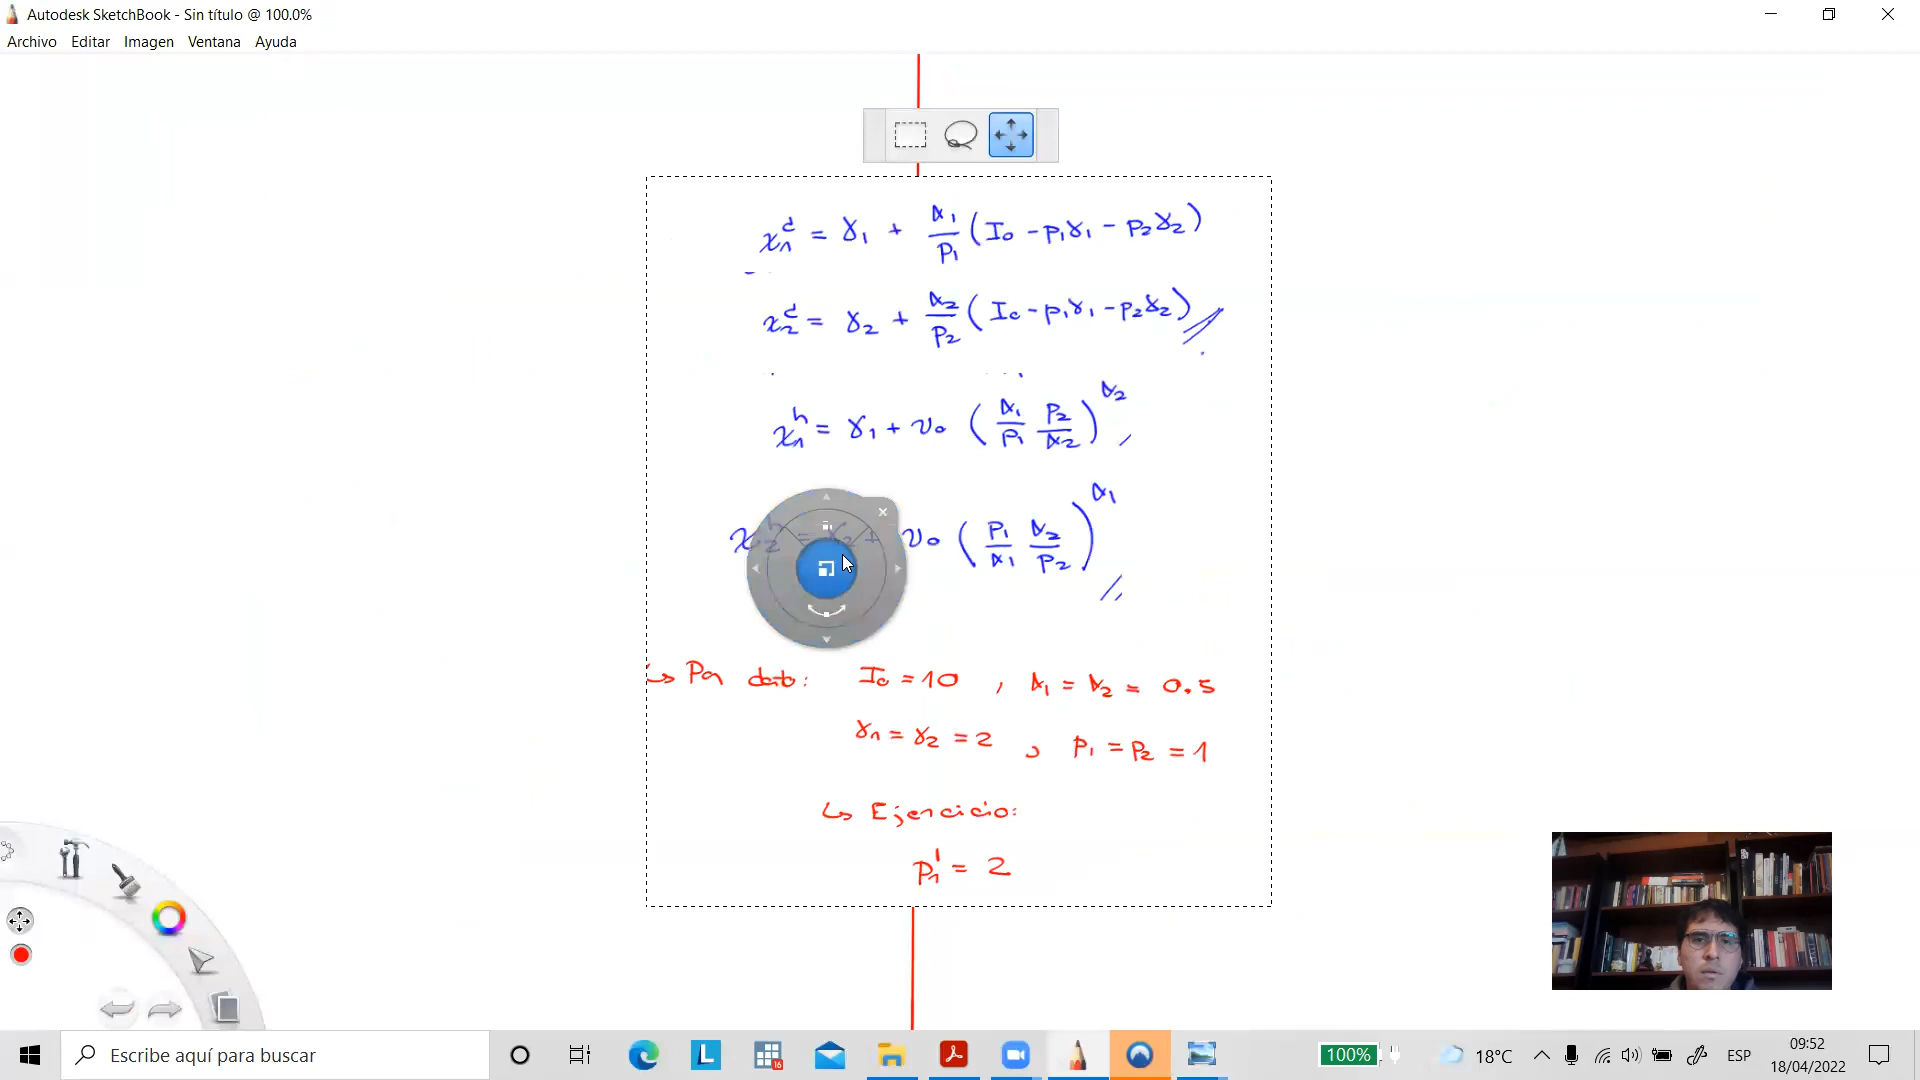 Autodesk SketchBook - Sin título @ 100.0%
Archivo Editar Imagen Ventana Ayuda
x₁ᵈ = γ₁ + α₁/p₁ (I₀ - p₁γ₁ - p₂γ₂)
x₂ᵈ = γ₂ + α₂/p₂ (I₀ - p₁γ₁ - p₂γ₂)
x₁ʰ = γ₁ + v₀ (α₁/p₁ p₂/α₂)^α₂
x₂ʰ = γ₂ + v₀ (p₁/α₁ α₂/p₂)^α₁
↳ Por dato: I₀ = 10 , α₁ = α₂ = 0.5
γ₁ = γ₂ = 2 , p₁ = p₂ = 1
↳ Ejercicio:
p₁' = 2
Escribe aquí para buscar
L
16
100%
18°C
ESP
09:52
18/04/2022